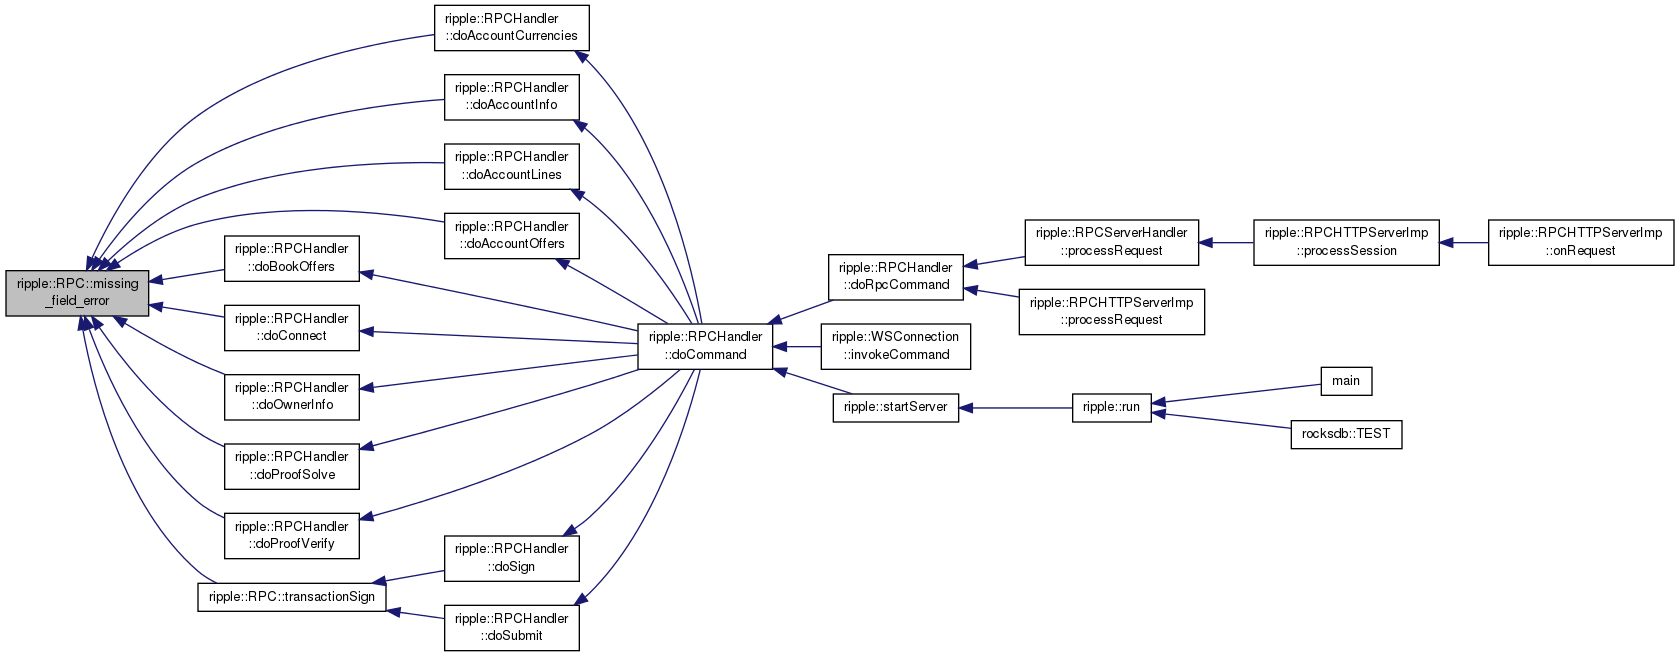 ripple::RPCHandler
::doAccountCurrencies
ripple::RPCHandler
::doAccountInfo
ripple::RPCHandler
::doAccountLines
ripple::RPCHandler
::doAccountOffers
ripple::RPCHandler
::doBookOffers
ripple::RPC::missing
_field_error
ripple::RPCHandler
::doConnect
ripple::RPCHandler
::doOwnerInfo
ripple::RPCHandler
::doProofSolve
ripple::RPCHandler
::doProofVerify
ripple::RPC::transactionSign
ripple::RPCHandler
::doSign
ripple::RPCHandler
::doSubmit
ripple::RPCHandler
::doCommand
ripple::RPCHandler
::doRpcCommand
ripple::WSConnection
::invokeCommand
ripple::startServer
ripple::RPCServerHandler
::processRequest
ripple::RPCHTTPServerImp
::processRequest
ripple::run
ripple::RPCHTTPServerImp
::processSession
main
rocksdb::TEST
ripple::RPCHTTPServerImp
::onRequest